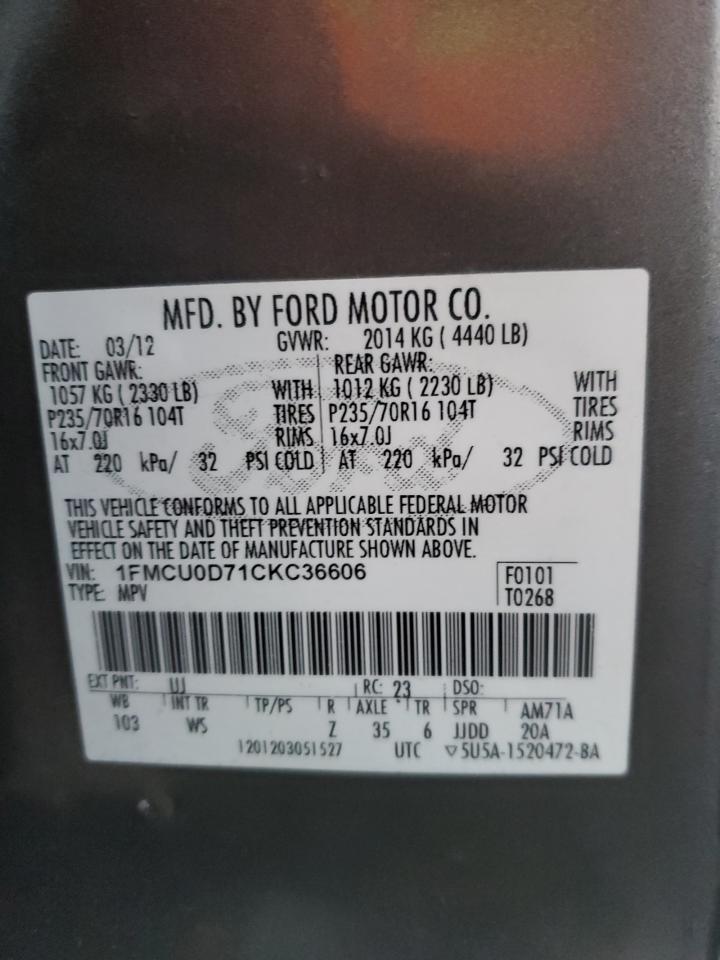 MFD. BY FORD MOTOR CO.
DATE: 03/12 GVWR: 2014 KG ( 4440 LB)
FRONT GAWR: REAR GAWR:
1057 KG ( 2330 LB) WITH 1012 KG ( 2230 LB) WITH
P235/70R16 104T TIRES P235/70R16 104T TIRES
16x7.0J RIMS 16x7.0J RIMS
AT 220 kPa/ 32 PSI COLD AT 220 kPa/ 32 PSI COLD
Ford
THIS VEHICLE CONFORMS TO ALL APPLICABLE FEDERAL MOTOR
VEHICLE SAFETY AND THEFT PREVENTION STANDARDS IN
EFFECT ON THE DATE OF MANUFACTURE SHOWN ABOVE.
VIN: 1FMCU0D71CKC36606 F0101
TYPE: MPV T0268
EXT PNT: UJ RC: 23 DSO:
WB INT TR TP/PS R AXLE TR SPR AM71A
103 WS Z 35 6 JJDD 20A
1201203051527 UTC ▽5U5A-1520472-BA